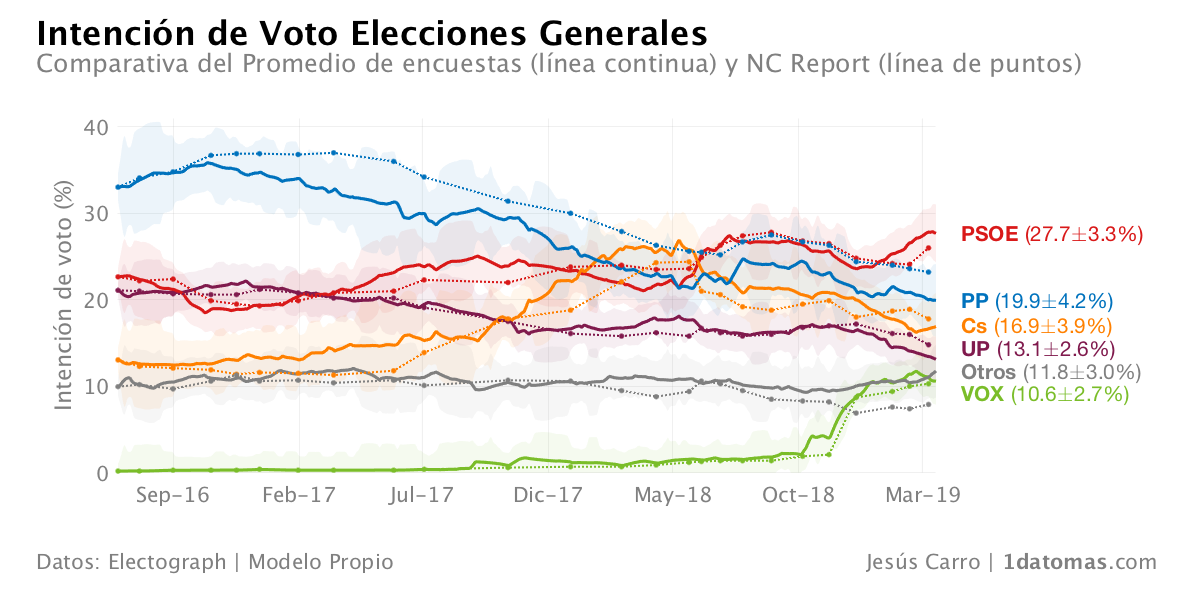 Intención de Voto Elecciones Generales
Comparativa del Promedio de encuestas (línea continua) y NC Report (línea de puntos)
Intención de voto (%)
40
30
20
10
0
Sep-16 Feb-17 Jul-17 Dic-17 May-18 Oct-18 Mar-19
PSOE (27.7±3.3%)
PP (19.9±4.2%)
Cs (16.9±3.9%)
UP (13.1±2.6%)
Otros (11.8±3.0%)
VOX (10.6±2.7%)
Datos: Electograph | Modelo Propio
Jesús Carro | 1datomas.com